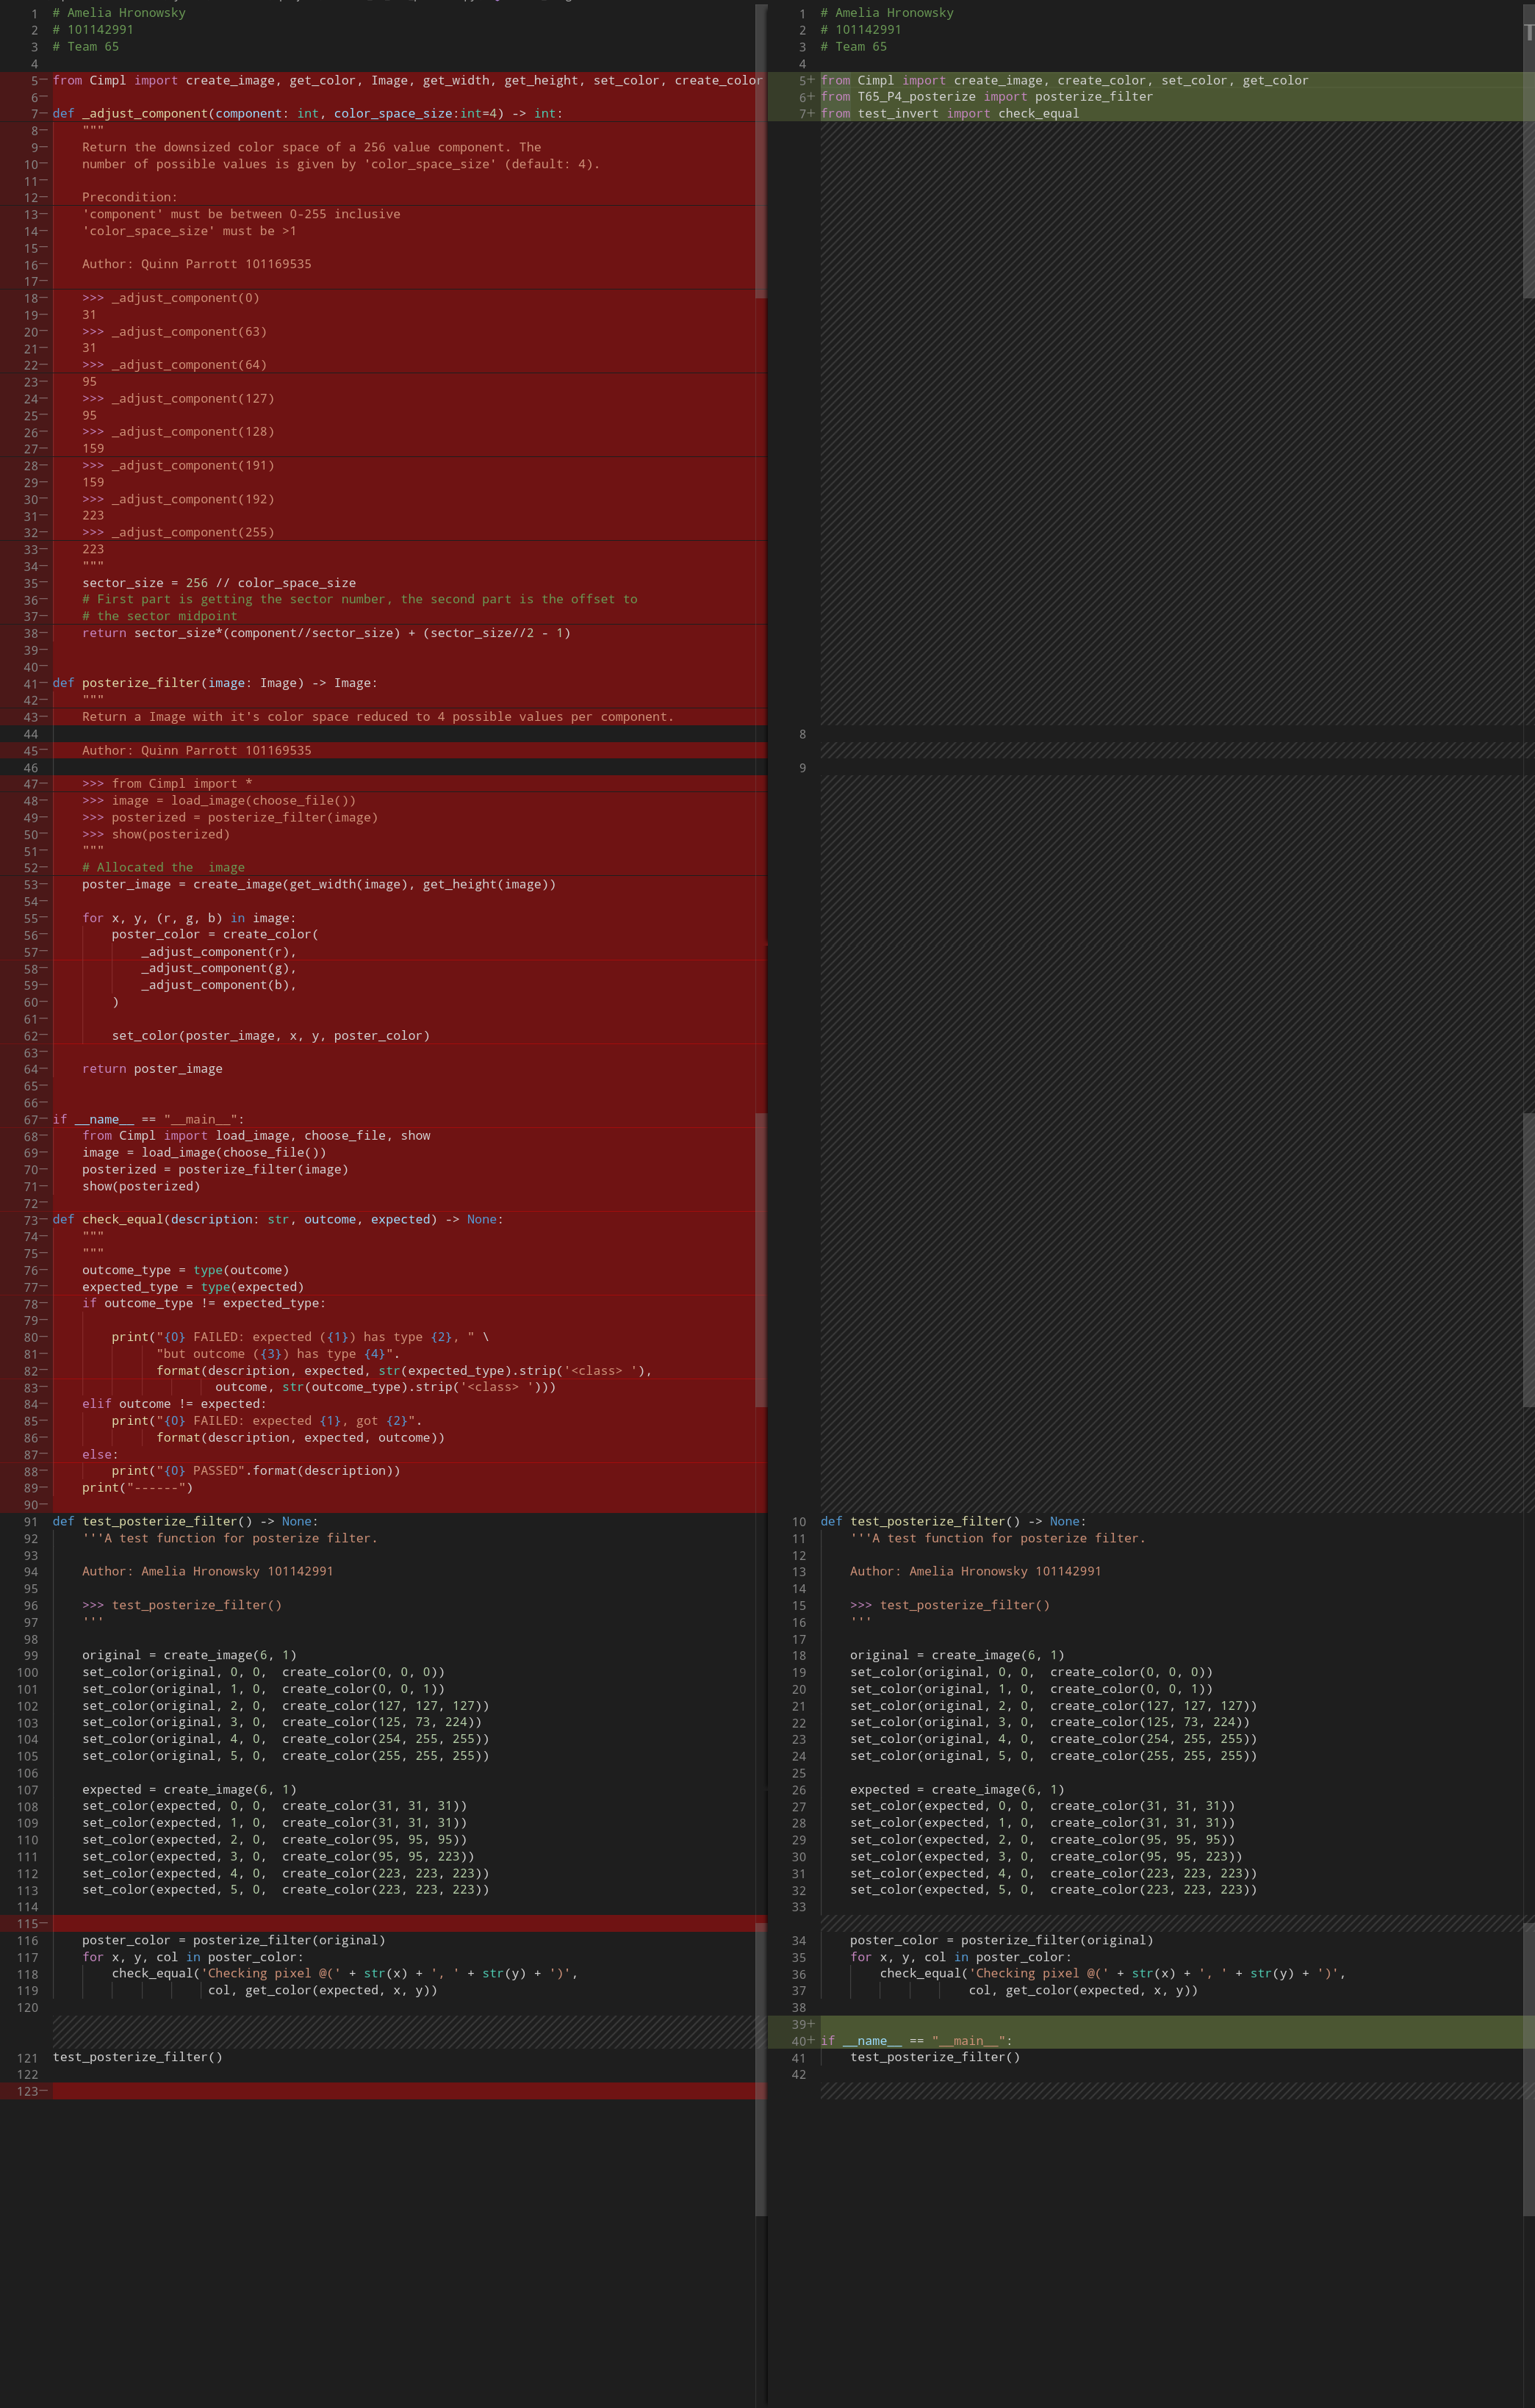 1 # Amelia Hronowsky
2 # 101142991
3 # Team 65
4
5− from Cimpl import create_image, get_color, Image, get_width, get_height, set_color, create_color
6−
7− def _adjust_component(component: int, color_space_size:int=4) -> int:
8− """
9− Return the downsized color space of a 256 value component. The
10− number of possible values is given by 'color_space_size' (default: 4).
11−
12− Precondition:
13− 'component' must be between 0-255 inclusive
14− 'color_space_size' must be >1
15−
16− Author: Quinn Parrott 101169535
17−
18− >>> _adjust_component(0)
19− 31
20− >>> _adjust_component(63)
21− 31
22− >>> _adjust_component(64)
23− 95
24− >>> _adjust_component(127)
25− 95
26− >>> _adjust_component(128)
27− 159
28− >>> _adjust_component(191)
29− 159
30− >>> _adjust_component(192)
31− 223
32− >>> _adjust_component(255)
33− 223
34− """
35− sector_size = 256 // color_space_size
36− # First part is getting the sector number, the second part is the offset to
37− # the sector midpoint
38− return sector_size*(component//sector_size) + (sector_size//2 - 1)
39−
40−
41− def posterize_filter(image: Image) -> Image:
42− """
43− Return a Image with it's color space reduced to 4 possible values per component.
44
45− Author: Quinn Parrott 101169535
46
47− >>> from Cimpl import *
48− >>> image = load_image(choose_file())
49− >>> posterized = posterize_filter(image)
50− >>> show(posterized)
51− """
52− # Allocated the  image
53− poster_image = create_image(get_width(image), get_height(image))
54−
55− for x, y, (r, g, b) in image:
56− poster_color = create_color(
57− _adjust_component(r),
58− _adjust_component(g),
59− _adjust_component(b),
60− )
61−
62− set_color(poster_image, x, y, poster_color)
63−
64− return poster_image
65−
66−
67− if __name__ == "__main__":
68− from Cimpl import load_image, choose_file, show
69− image = load_image(choose_file())
70− posterized = posterize_filter(image)
71− show(posterized)
72−
73− def check_equal(description: str, outcome, expected) -> None:
74− """
75− """
76− outcome_type = type(outcome)
77− expected_type = type(expected)
78− if outcome_type != expected_type:
79−
80− print("{0} FAILED: expected ({1}) has type {2}, " \
81− "but outcome ({3}) has type {4}".
82− format(description, expected, str(expected_type).strip('<class> '),
83− outcome, str(outcome_type).strip('<class> ')))
84− elif outcome != expected:
85− print("{0} FAILED: expected {1}, got {2}".
86− format(description, expected, outcome))
87− else:
88− print("{0} PASSED".format(description))
89− print("------")
90−
91 def test_posterize_filter() -> None:
92 '''A test function for posterize filter.
93
94 Author: Amelia Hronowsky 101142991
95
96 >>> test_posterize_filter()
97 '''
98
99 original = create_image(6, 1)
100 set_color(original, 0, 0,  create_color(0, 0, 0))
101 set_color(original, 1, 0,  create_color(0, 0, 1))
102 set_color(original, 2, 0,  create_color(127, 127, 127))
103 set_color(original, 3, 0,  create_color(125, 73, 224))
104 set_color(original, 4, 0,  create_color(254, 255, 255))
105 set_color(original, 5, 0,  create_color(255, 255, 255))
106
107 expected = create_image(6, 1)
108 set_color(expected, 0, 0,  create_color(31, 31, 31))
109 set_color(expected, 1, 0,  create_color(31, 31, 31))
110 set_color(expected, 2, 0,  create_color(95, 95, 95))
111 set_color(expected, 3, 0,  create_color(95, 95, 223))
112 set_color(expected, 4, 0,  create_color(223, 223, 223))
113 set_color(expected, 5, 0,  create_color(223, 223, 223))
114
115−
116 poster_color = posterize_filter(original)
117 for x, y, col in poster_color:
118 check_equal('Checking pixel @(' + str(x) + ', ' + str(y) + ')',
119 col, get_color(expected, x, y))
120
121 test_posterize_filter()
122
123−
1 # Amelia Hronowsky
2 # 101142991
3 # Team 65
4
5+ from Cimpl import create_image, create_color, set_color, get_color
6+ from T65_P4_posterize import posterize_filter
7+ from test_invert import check_equal
8
9
10 def test_posterize_filter() -> None:
11 '''A test function for posterize filter.
12
13 Author: Amelia Hronowsky 101142991
14
15 >>> test_posterize_filter()
16 '''
17
18 original = create_image(6, 1)
19 set_color(original, 0, 0,  create_color(0, 0, 0))
20 set_color(original, 1, 0,  create_color(0, 0, 1))
21 set_color(original, 2, 0,  create_color(127, 127, 127))
22 set_color(original, 3, 0,  create_color(125, 73, 224))
23 set_color(original, 4, 0,  create_color(254, 255, 255))
24 set_color(original, 5, 0,  create_color(255, 255, 255))
25
26 expected = create_image(6, 1)
27 set_color(expected, 0, 0,  create_color(31, 31, 31))
28 set_color(expected, 1, 0,  create_color(31, 31, 31))
29 set_color(expected, 2, 0,  create_color(95, 95, 95))
30 set_color(expected, 3, 0,  create_color(95, 95, 223))
31 set_color(expected, 4, 0,  create_color(223, 223, 223))
32 set_color(expected, 5, 0,  create_color(223, 223, 223))
33
34 poster_color = posterize_filter(original)
35 for x, y, col in poster_color:
36 check_equal('Checking pixel @(' + str(x) + ', ' + str(y) + ')',
37 col, get_color(expected, x, y))
38
39+
40+ if __name__ == "__main__":
41 test_posterize_filter()
42